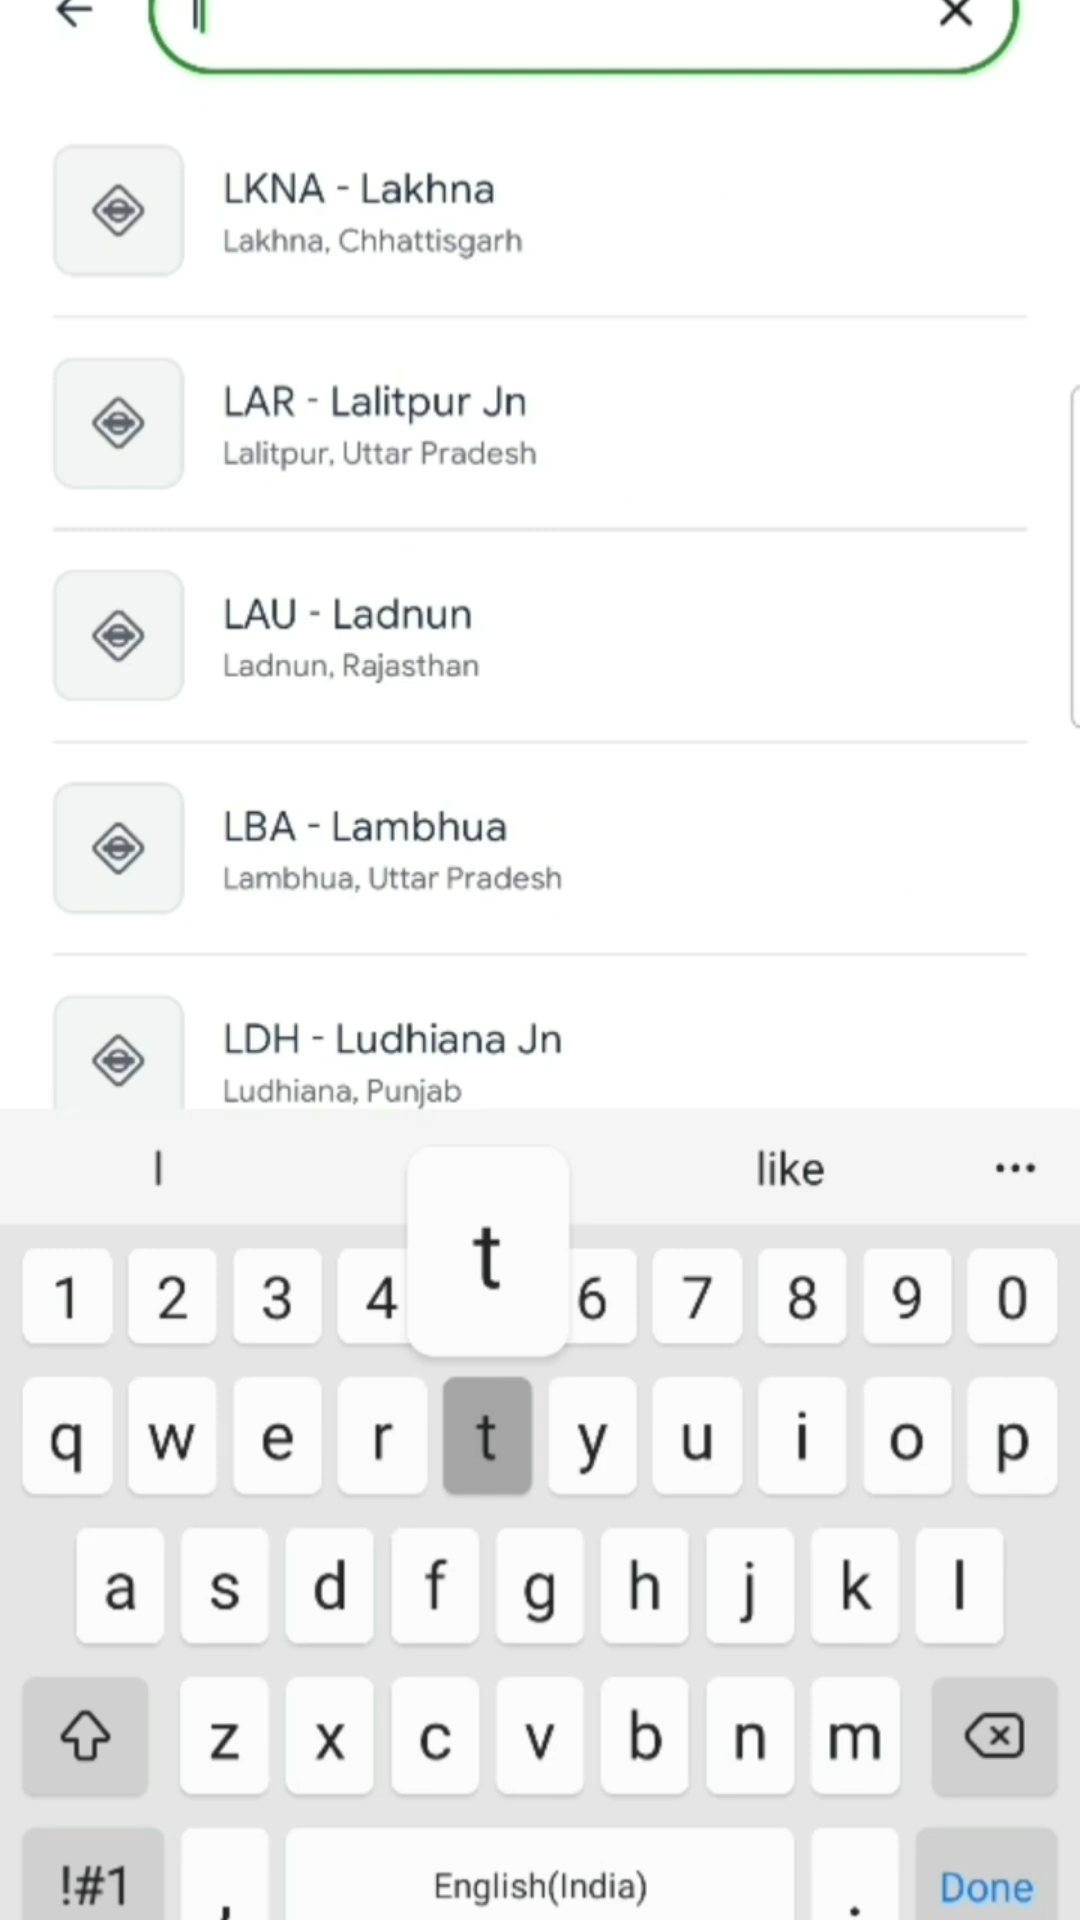 l
LKNA - Lakhna
Lakhna, Chhattisgarh
LAR - Lalitpur Jn
Lalitpur, Uttar Pradesh
LAU - Ladnun
Ladnun, Rajasthan
LBA - Lambhua
Lambhua, Uttar Pradesh
LDH - Ludhiana Jn
Ludhiana, Punjab
l like •••
t
1 2 3 4 6 7 8 9 0
q w e r t y u i o p
a s d f g h j k l
z x c v b n m
!#1 , English(India) . Done